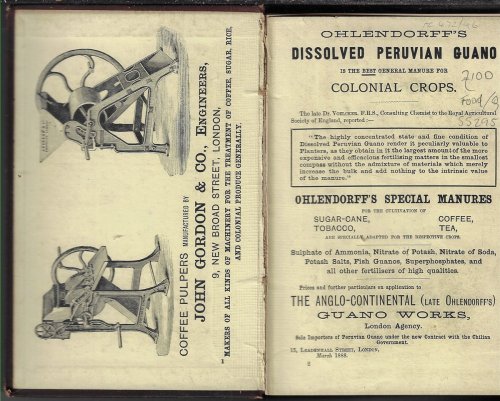 COFFEE PULPERS MANUFACTURED BY
JOHN GORDON & CO., ENGINEERS,
9, NEW BROAD STREET, LONDON,
"MAKERS OF ALL KINDS OF MACHINERY FOR THE TREATMENT OF COFFEE, SUGAR, RICE,
AND COLONIAL PRODUCE GENERALLY.
OHLENDORFF'S
DISSOLVED PERUVIAN GUANO
IS THE BEST GENERAL MANURE FOR
COLONIAL CROPS.
7100
The late DR. VOELCKER, F.R.S., Consulting Chemist to the Royal Agricultural
Society of England, reported:—
"The highly concentrated state and fine condition of
Dissolved Peruvian Guano render it peculiarly valuable to
Planters, as they obtain in it the largest amount of the more
expensive and efficacious fertilising matters in the smallest
compass without the admixture of materials which merely
increase the bulk and add nothing to the intrinsic value
of the manure."
OHLENDORFF'S SPECIAL MANURES
FOR THE CULTIVATION OF
SUGAR-CANE, COFFEE,
TOBACCO, TEA,
ARE SPECIALLY ADAPTED FOR THE RESPECTIVE CROPS.
Sulphate of Ammonia, Nitrate of Potash, Nitrate of Soda,
Potash Salts, Fish Guanos, Superphosphates, and
all other fertilisers of high qualities.
Prices and further particulars on application to
THE ANGLO-CONTINENTAL (LATE OHLENDORFFS)
GUANO WORKS,
London Agency.
Sole Importers of Peruvian Guano under the new Contract with the Chilian
Government.
15, LEADENHALL STREET, LONDON.
March 1888.